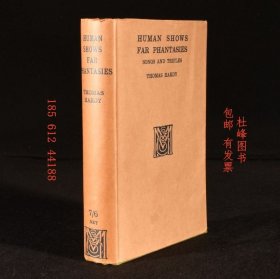 HUMAN SHOWS
FAR PHANTASIES
SONGS AND TRIFLES
THOMAS HARDY
HUMAN
SHOWS
FAR
PHANTASIES
THOMAS
HARDY
7/6
NET
185 612 44188
杜峰图书
包邮 有发票